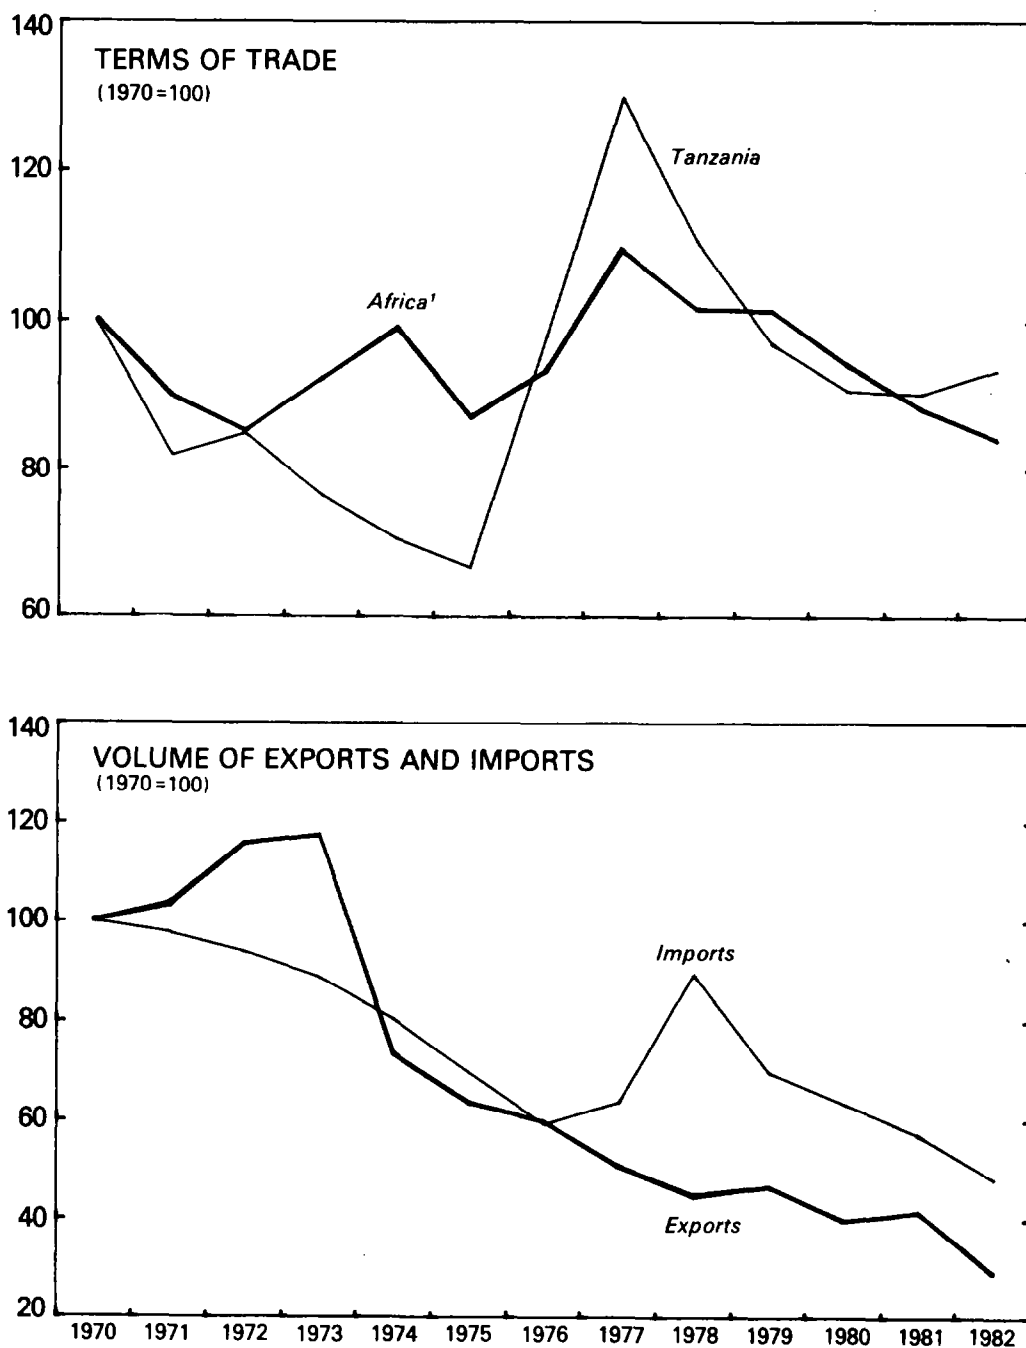 140
TERMS OF TRADE
(1970=100)
120
Tanzania
Africa¹
100
80
60
140
VOLUME OF EXPORTS AND IMPORTS
(1970=100)
120
100
Imports
80
60
Exports
40
20
1970 1971 1972 1973 1974 1975 1976 1977 1978 1979 1980 1981 1982